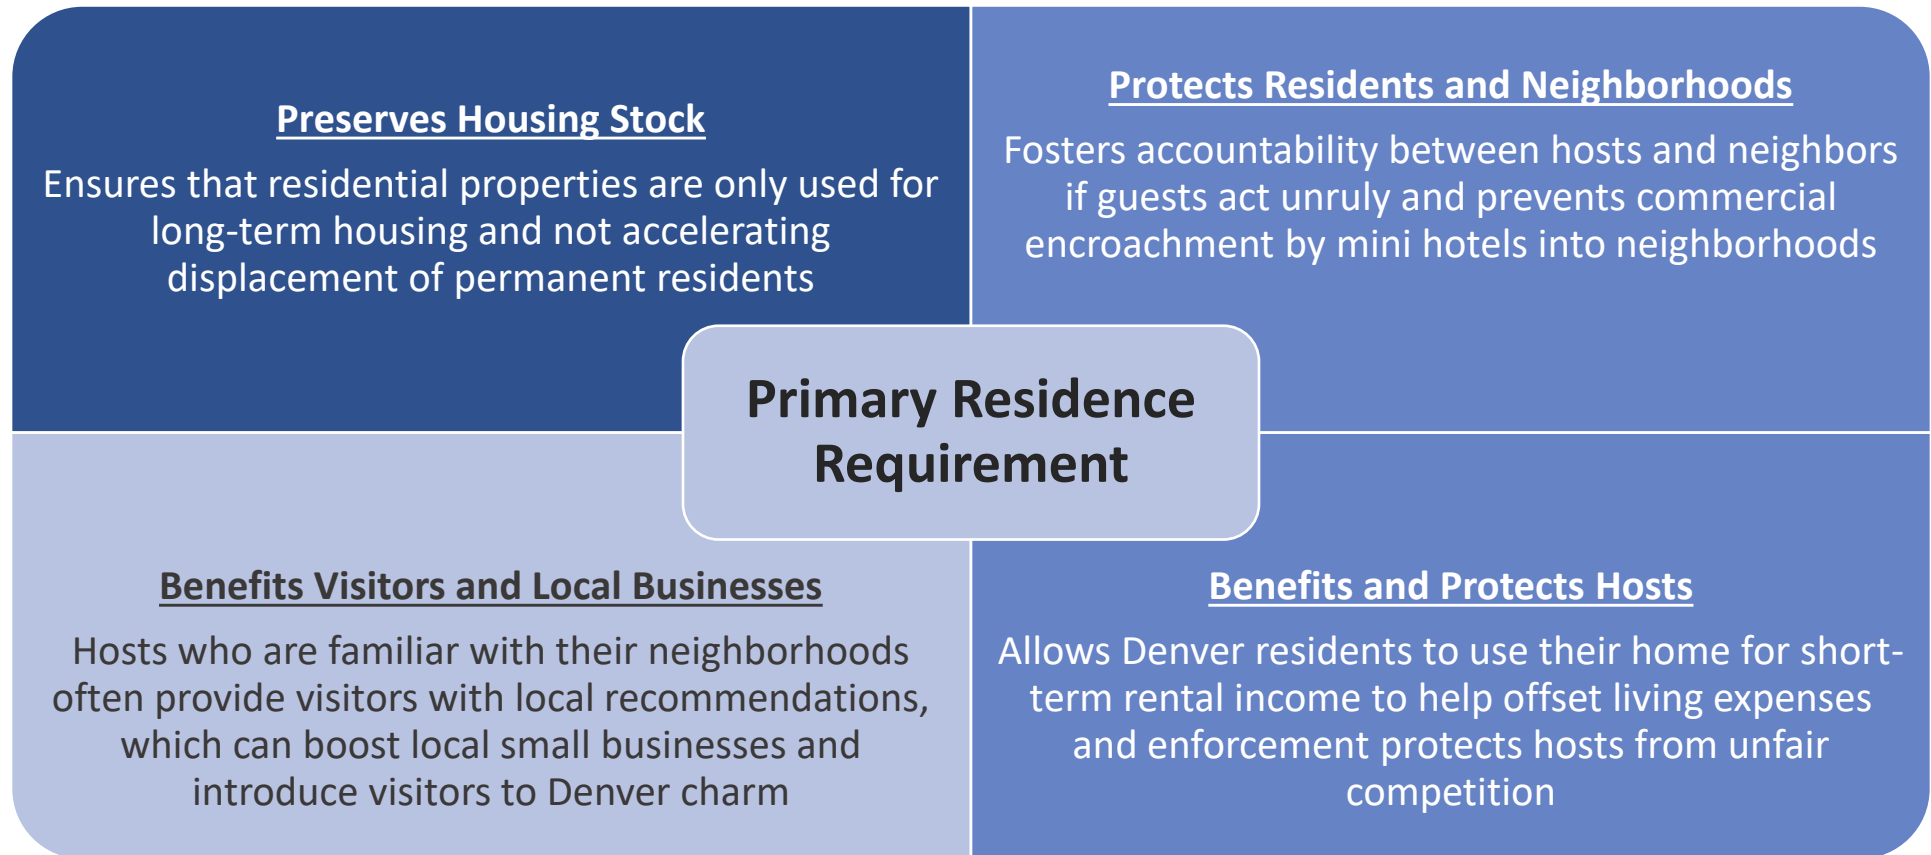 Preserves Housing Stock
Ensures that residential properties are only used for
long-term housing and not accelerating
displacement of permanent residents
Protects Residents and Neighborhoods
Fosters accountability between hosts and neighbors
if guests act unruly and prevents commercial
encroachment by mini hotels into neighborhoods
Primary Residence
Requirement
Benefits Visitors and Local Businesses
Hosts who are familiar with their neighborhoods
often provide visitors with local recommendations,
which can boost local small businesses and
introduce visitors to Denver charm
Benefits and Protects Hosts
Allows Denver residents to use their home for short-
term rental income to help offset living expenses
and enforcement protects hosts from unfair
competition